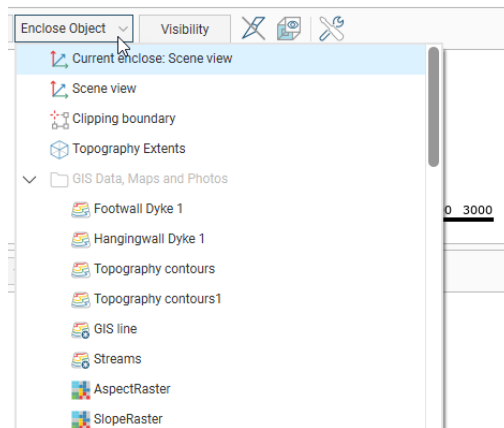 Enclose Object
Visibility
Current enclose: Scene view
Scene view
Clipping boundary
Topography Extents
GIS Data, Maps and Photos
Footwall Dyke 1
0 3000
Hangingwall Dyke 1
Topography contours
Topography contours1
GIS line
Streams
AspectRaster
SlopeRaster